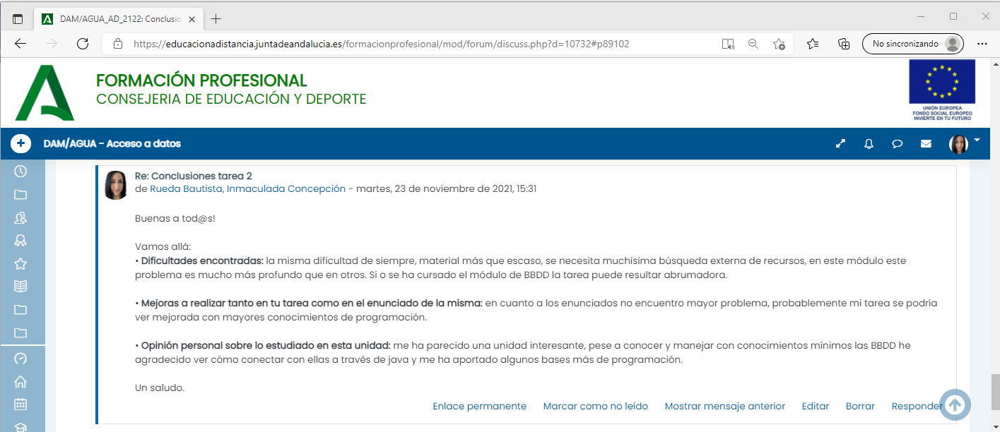 DAM/AGUA_AD_2122: Conclusio
https://educacionadistancia.juntadeandalucia.es/formacionprofesional/mod/forum/discuss.php?d=10732#p89102
No sincronizando
FORMACIÓN PROFESIONAL
CONSEJERIA DE EDUCACIÓN Y DEPORTE
UNIÓN EUROPEA
FONDO SOCIAL EUROPEO
INVIERTE EN TU FUTURO
DAM/AGUA - Acceso a datos
Re: Conclusiones tarea 2
de Rueda Bautista, Inmaculada Concepción - martes, 23 de noviembre de 2021, 15:31
Buenas a tod@s!
Vamos allá:
• Dificultades encontradas: la misma dificultad de siempre, material más que escaso, se necesita muchísima búsqueda externa de recursos, en este módulo este
problema es mucho más profundo que en otros. Si o se ha cursado el módulo de BBDD la tarea puede resultar abrumadora.
• Mejoras a realizar tanto en tu tarea como en el enunciado de la misma: en cuanto a los enunciados no encuentro mayor problema, probablemente mi tarea se podría
ver mejorada con mayores conocimientos de programación.
• Opinión personal sobre lo estudiado en esta unidad: me ha parecido una unidad interesante, pese a conocer y manejar con conocimientos mínimos las BBDD he
agradecido ver cómo conectar con ellas a través de java y me ha aportado algunos bases más de programación.
Un saludo.
Enlace permanente Marcar como no leído Mostrar mensaje anterior Editar Borrar Responder